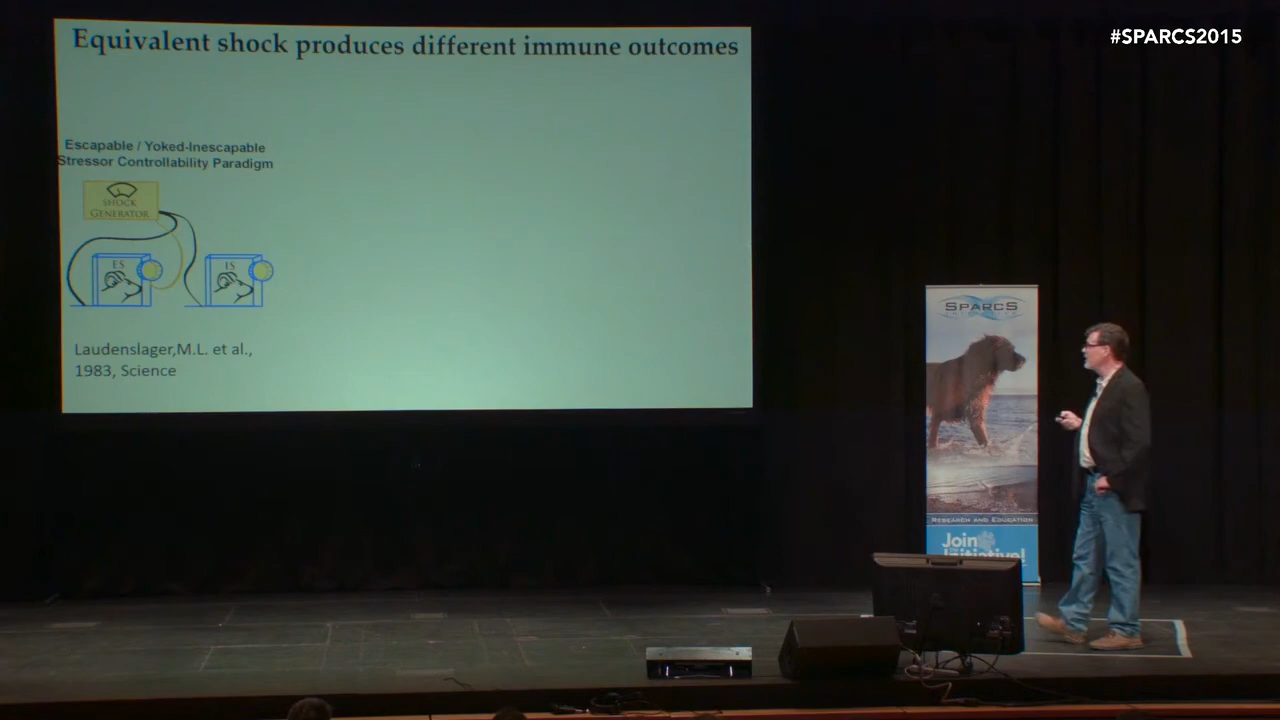 Equivalent shock produces different immune outcomes
#SPARCS2015
Escapable / Yoked-Inescapable
Stressor Controllability Paradigm
SHOCK
GENERATOR
ES
IS
Laudenslager,M.L. et al.,
1983, Science
SPARCS
RESEARCH AND EDUCATION
Join
Initiative!